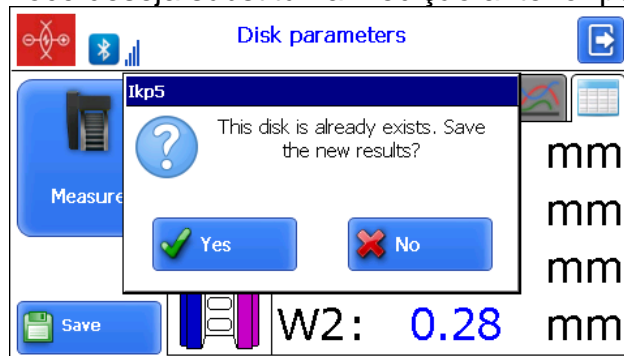 Disk parameters
Ikp5
This disk is already exists. Save
the new results?
Measure
Yes
No
mm
mm
mm
Save
W2: 0.28 mm